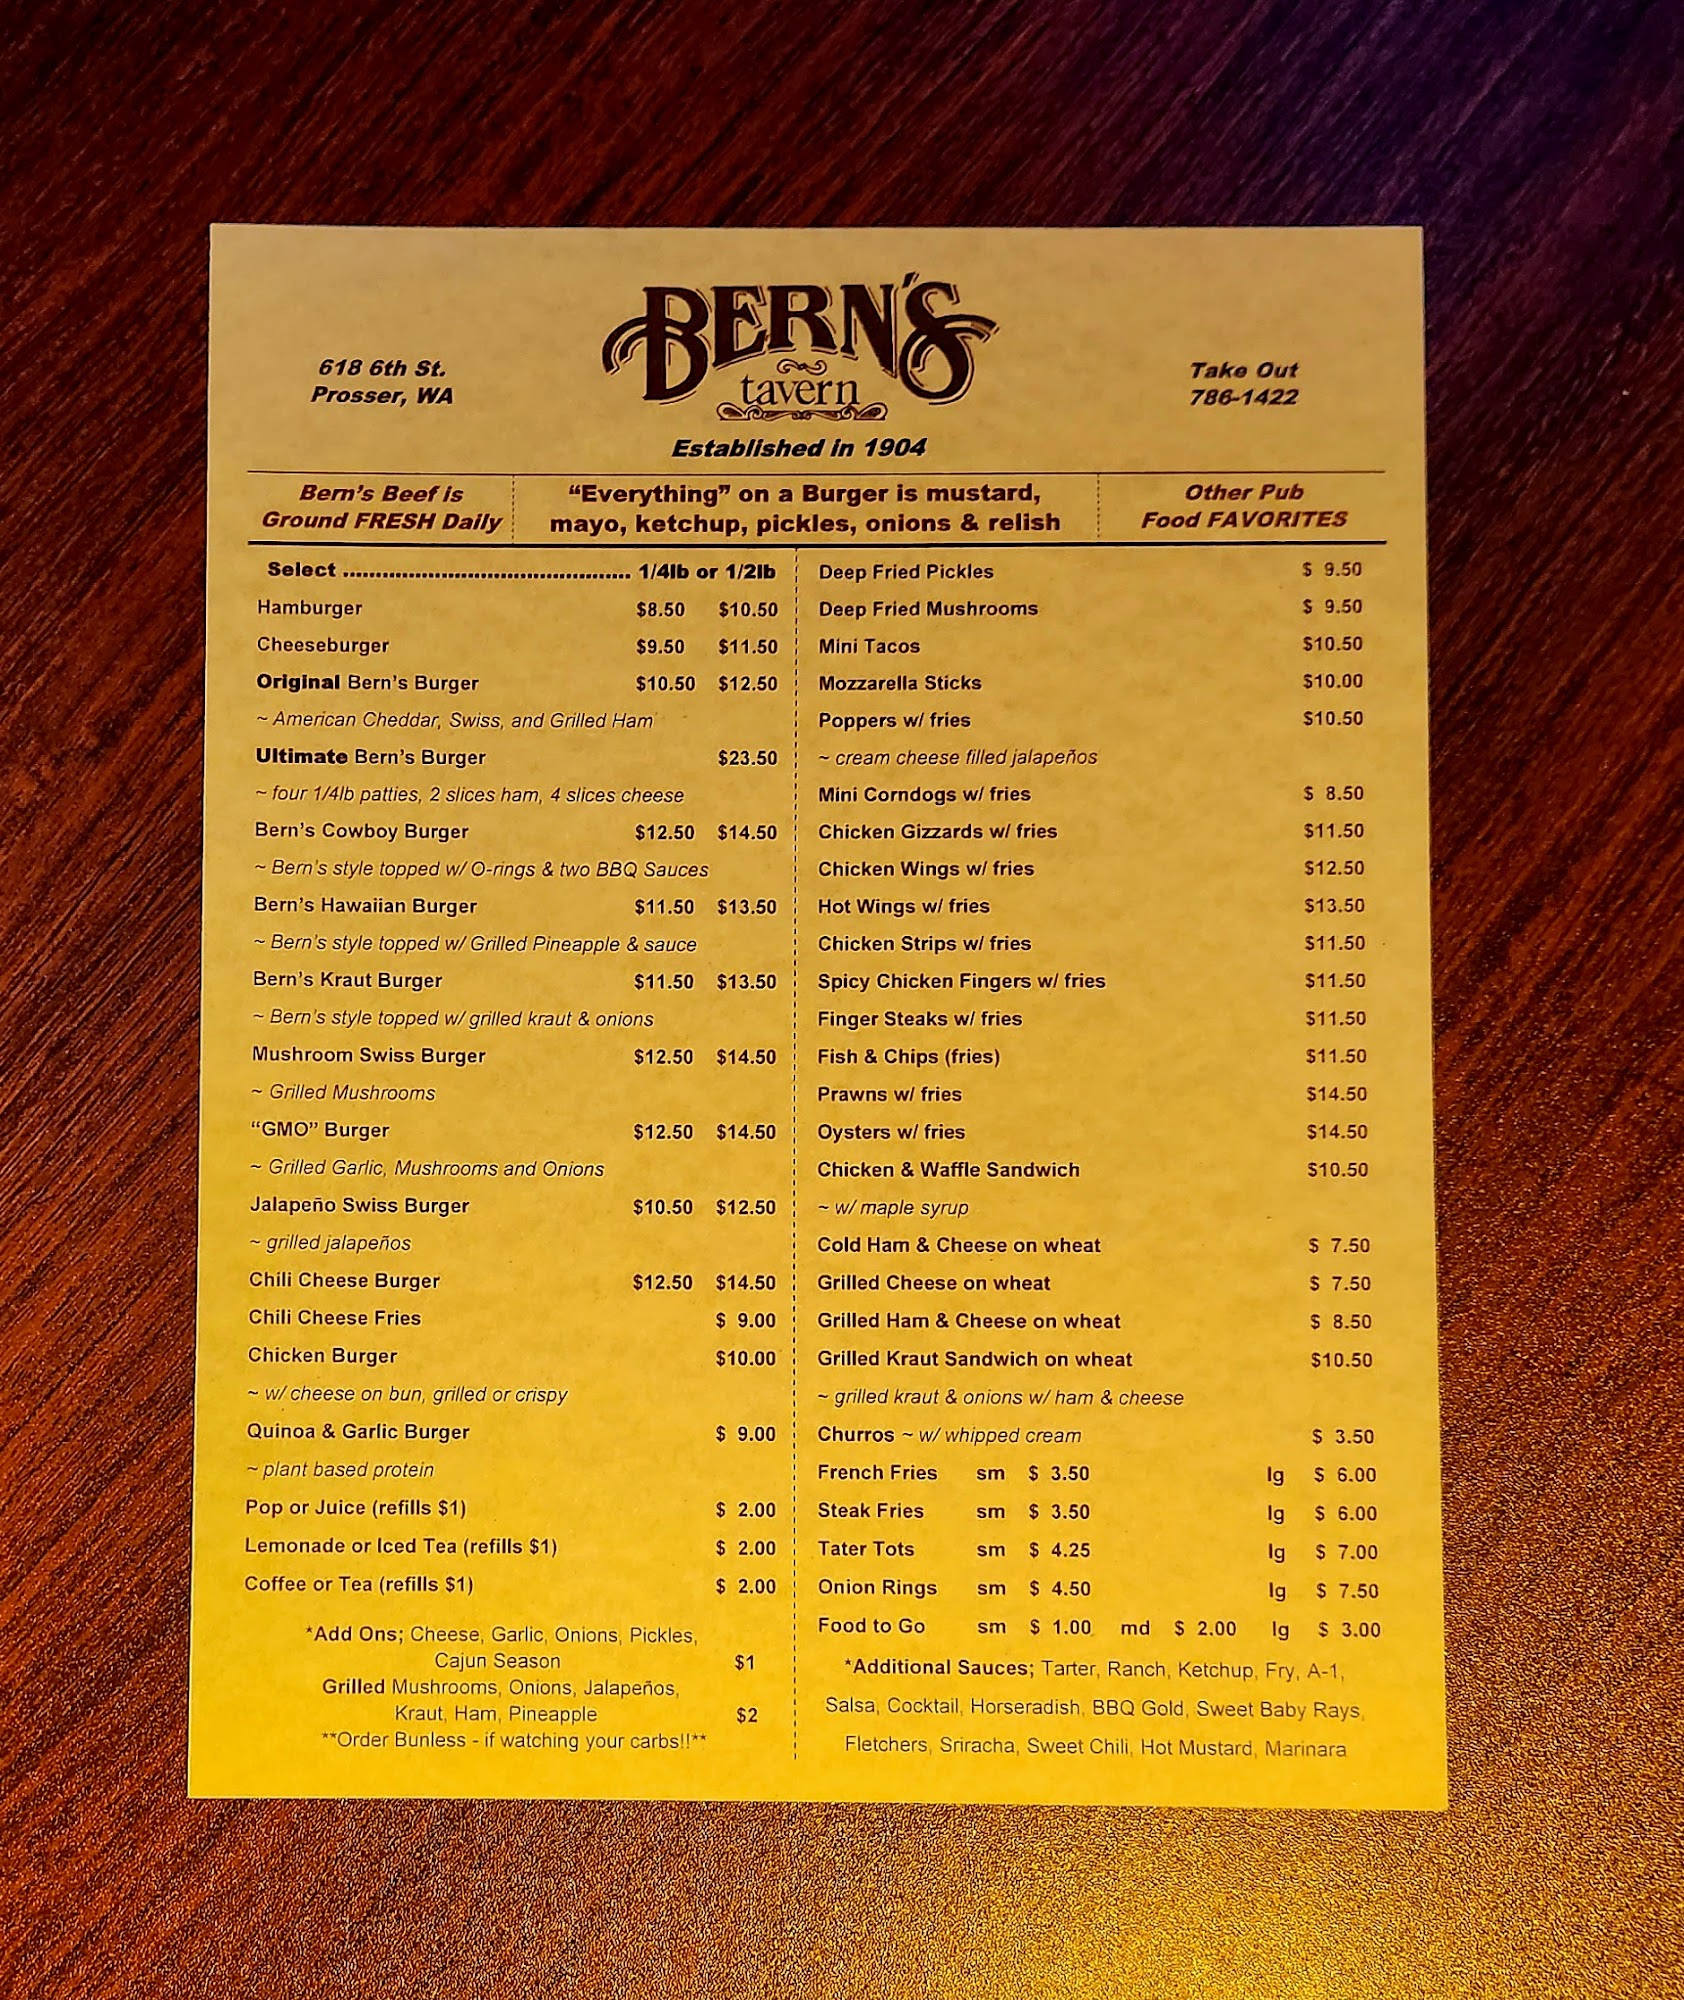 618 6th St.
Prosser, WA
BERN'S
tavern
Established in 1904
Take Out
786-1422
Bern's Beef is
Ground FRESH Daily
"Everything" on a Burger is mustard,
mayo, ketchup, pickles, onions & relish
Other Pub
Food FAVORITES
Select ............................................ 1/4lb or 1/2lb
Hamburger $8.50 $10.50
Cheeseburger $9.50 $11.50
Original Bern's Burger $10.50 $12.50
~ American Cheddar, Swiss, and Grilled Ham
Ultimate Bern's Burger $23.50
~ four 1/4lb patties, 2 slices ham, 4 slices cheese
Bern's Cowboy Burger $12.50 $14.50
~ Bern's style topped w/ O-rings & two BBQ Sauces
Bern's Hawaiian Burger $11.50 $13.50
~ Bern's style topped w/ Grilled Pineapple & sauce
Bern's Kraut Burger $11.50 $13.50
~ Bern's style topped w/ grilled kraut & onions
Mushroom Swiss Burger $12.50 $14.50
~ Grilled Mushrooms
"GMO" Burger $12.50 $14.50
~ Grilled Garlic, Mushrooms and Onions
Jalapeño Swiss Burger $10.50 $12.50
~ grilled jalapeños
Chili Cheese Burger $12.50 $14.50
Chili Cheese Fries $ 9.00
Chicken Burger $10.00
~ w/ cheese on bun, grilled or crispy
Quinoa & Garlic Burger $ 9.00
~ plant based protein
Pop or Juice (refills $1) $ 2.00
Lemonade or Iced Tea (refills $1) $ 2.00
Coffee or Tea (refills $1) $ 2.00
*Add Ons; Cheese, Garlic, Onions, Pickles,
Cajun Season $1
Grilled Mushrooms, Onions, Jalapeños,
Kraut, Ham, Pineapple $2
**Order Bunless - if watching your carbs!!**
Deep Fried Pickles $ 9.50
Deep Fried Mushrooms $ 9.50
Mini Tacos $10.50
Mozzarella Sticks $10.00
Poppers w/ fries $10.50
~ cream cheese filled jalapeños
Mini Corndogs w/ fries $ 8.50
Chicken Gizzards w/ fries $11.50
Chicken Wings w/ fries $12.50
Hot Wings w/ fries $13.50
Chicken Strips w/ fries $11.50
Spicy Chicken Fingers w/ fries $11.50
Finger Steaks w/ fries $11.50
Fish & Chips (fries) $11.50
Prawns w/ fries $14.50
Oysters w/ fries $14.50
Chicken & Waffle Sandwich $10.50
~ w/ maple syrup
Cold Ham & Cheese on wheat $ 7.50
Grilled Cheese on wheat $ 7.50
Grilled Ham & Cheese on wheat $ 8.50
Grilled Kraut Sandwich on wheat $10.50
~ grilled kraut & onions w/ ham & cheese
Churros ~ w/ whipped cream $ 3.50
French Fries sm $ 3.50 lg $ 6.00
Steak Fries sm $ 3.50 lg $ 6.00
Tater Tots sm $ 4.25 lg $ 7.00
Onion Rings sm $ 4.50 lg $ 7.50
Food to Go sm $ 1.00 md $ 2.00 lg $ 3.00
*Additional Sauces; Tarter, Ranch, Ketchup, Fry, A-1,
Salsa, Cocktail, Horseradish, BBQ Gold, Sweet Baby Rays,
Fletchers, Sriracha, Sweet Chili, Hot Mustard, Marinara